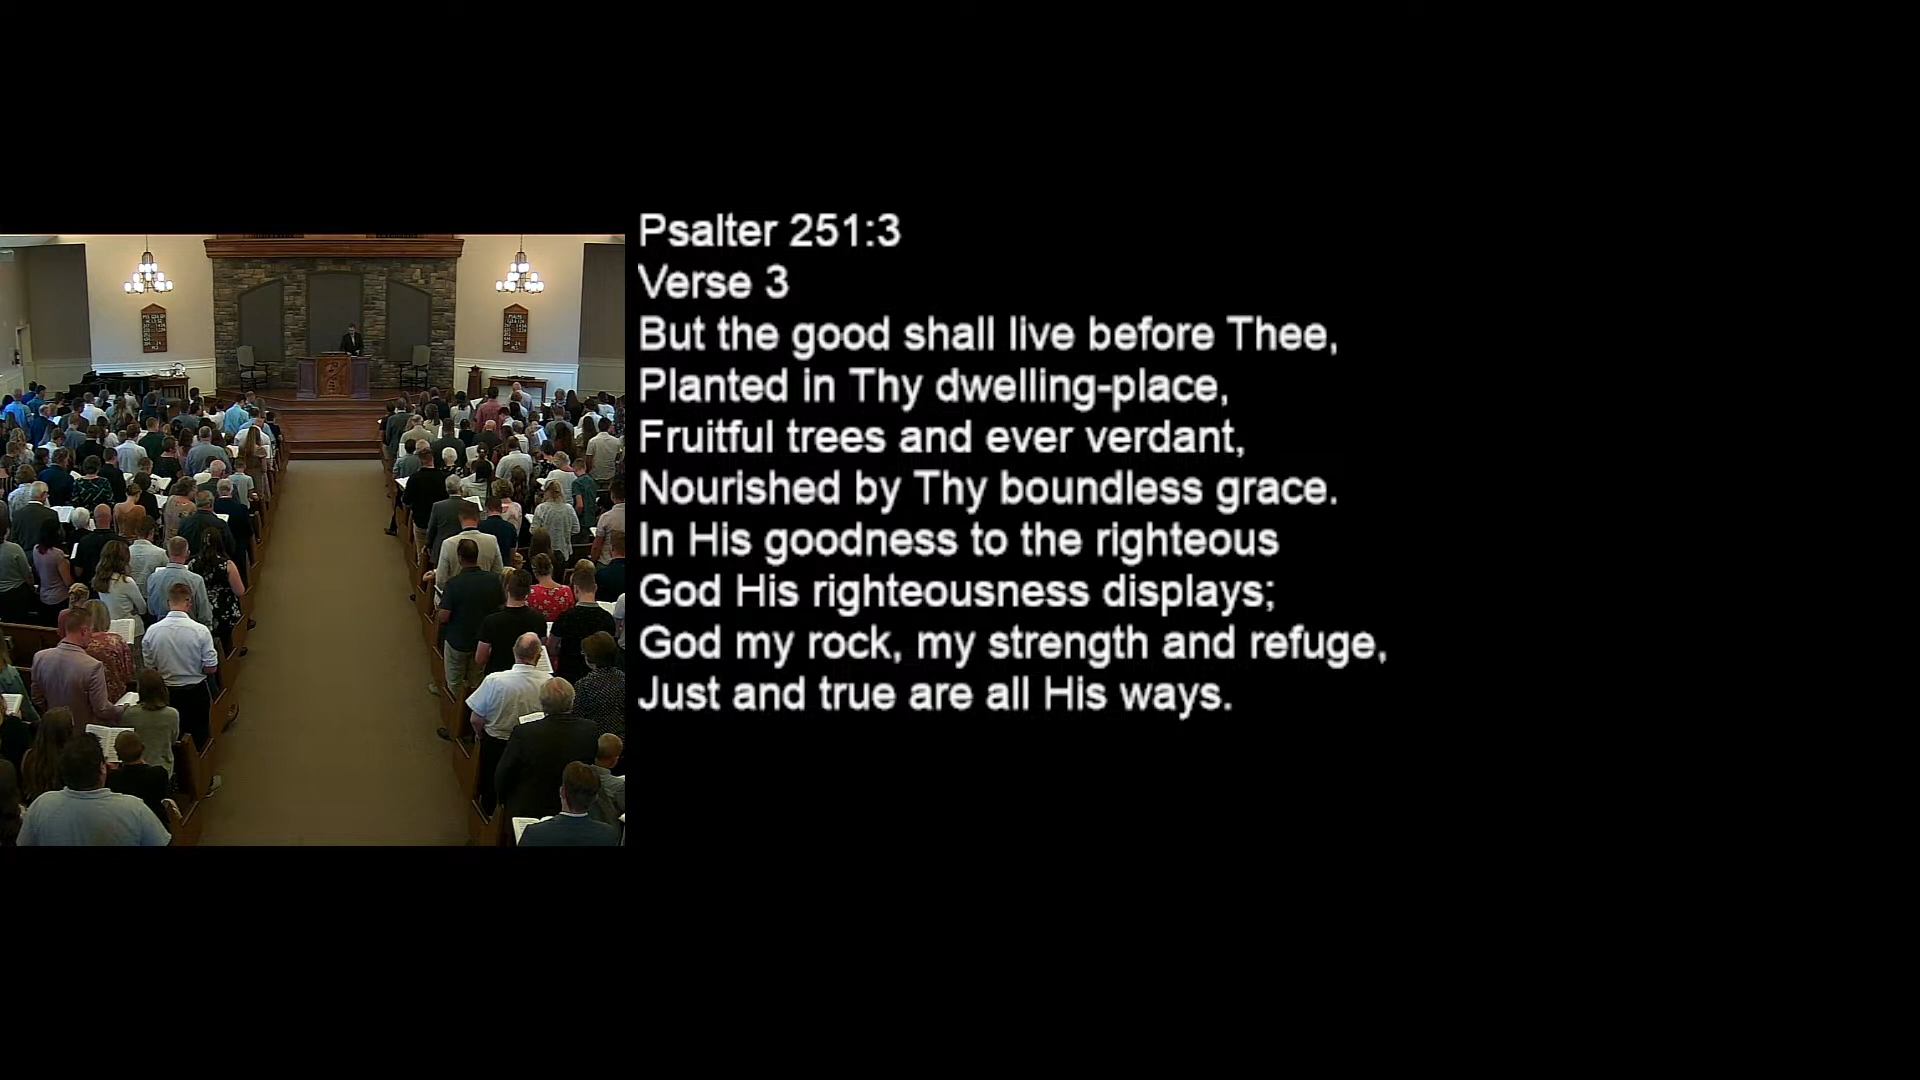 Psalter 251:3
Verse 3
But the good shall live before Thee,
Planted in Thy dwelling-place,
Fruitful trees and ever verdant,
Nourished by Thy boundless grace.
In His goodness to the righteous
God His righteousness displays;
God my rock, my strength and refuge,
Just and true are all His ways.